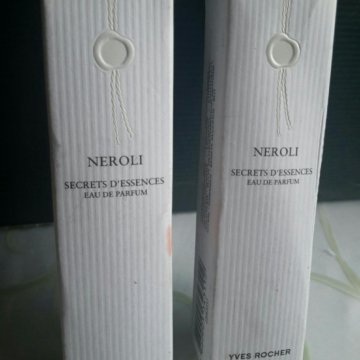 NEROLI
SECRETS D'ESSENCES
EAU DE PARFUM
NEROLI
SECRETS D'ESSENCES
EAU DE PARFUM
YVES ROCHER